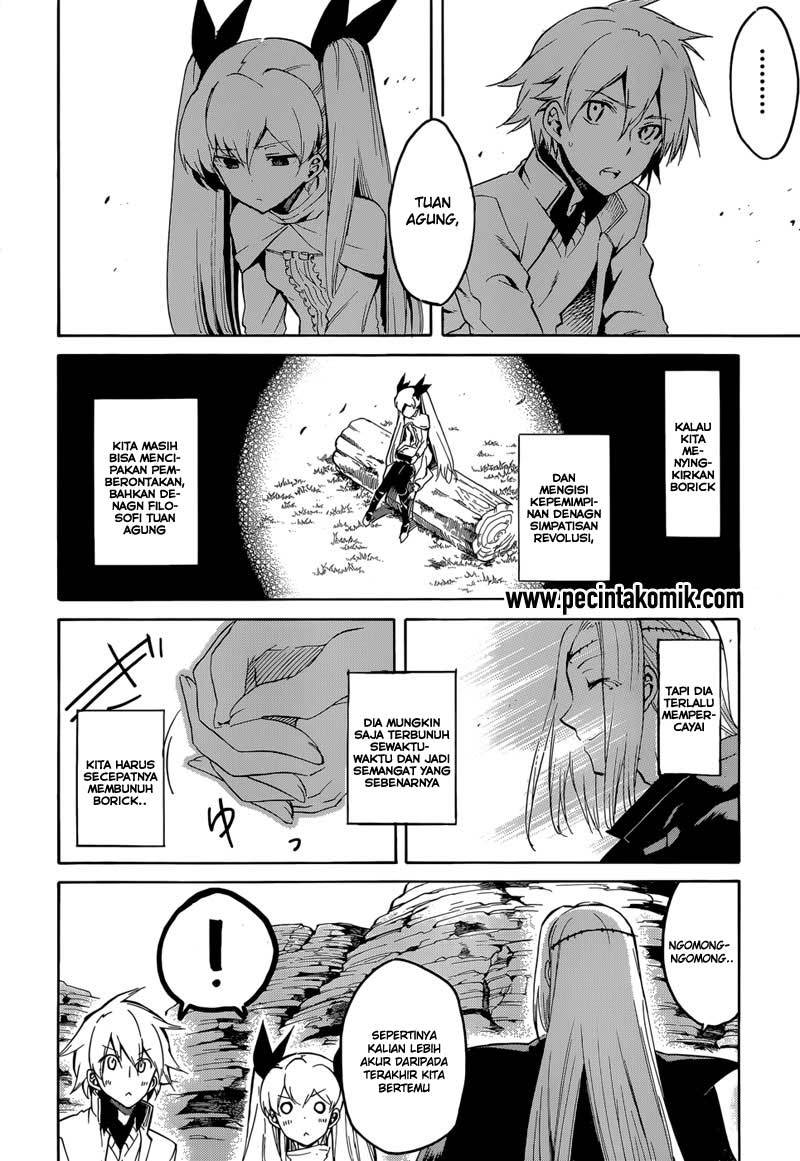 ........
TUAN
AGUNG,
KALAU
KITA
ME-
NYING-
KIRKAN
BORICK
DAN
MENGISI
KEPEMIMPI-
NAN DENAGN
SIMPATISAN
REVOLUSI,
KITA MASIH
BISA MENCI-
PAKAN PEM-
BERONTAKAN,
BAHKAN DE-
NAGN FILO-
SOFI TUAN
AGUNG
www.pecintakomik.com
TAPI DIA
TERLALU
MEMPER-
CAYAI
DIA MUNGKIN
SAJA TERBUNUH
SEWAKTU-
WAKTU DAN JADI
SEMANGAT YANG
SEBENARNYA
KITA HARUS
SECEPATNYA
MEMBUNUH
BORICK..
ぎ
ゆっ
NGOMONG-
NGOMONG..
SEPERTINYA
KALIAN LEBIH
AKUR DARIPADA
TERAKHIR KITA
BERTEMU
!